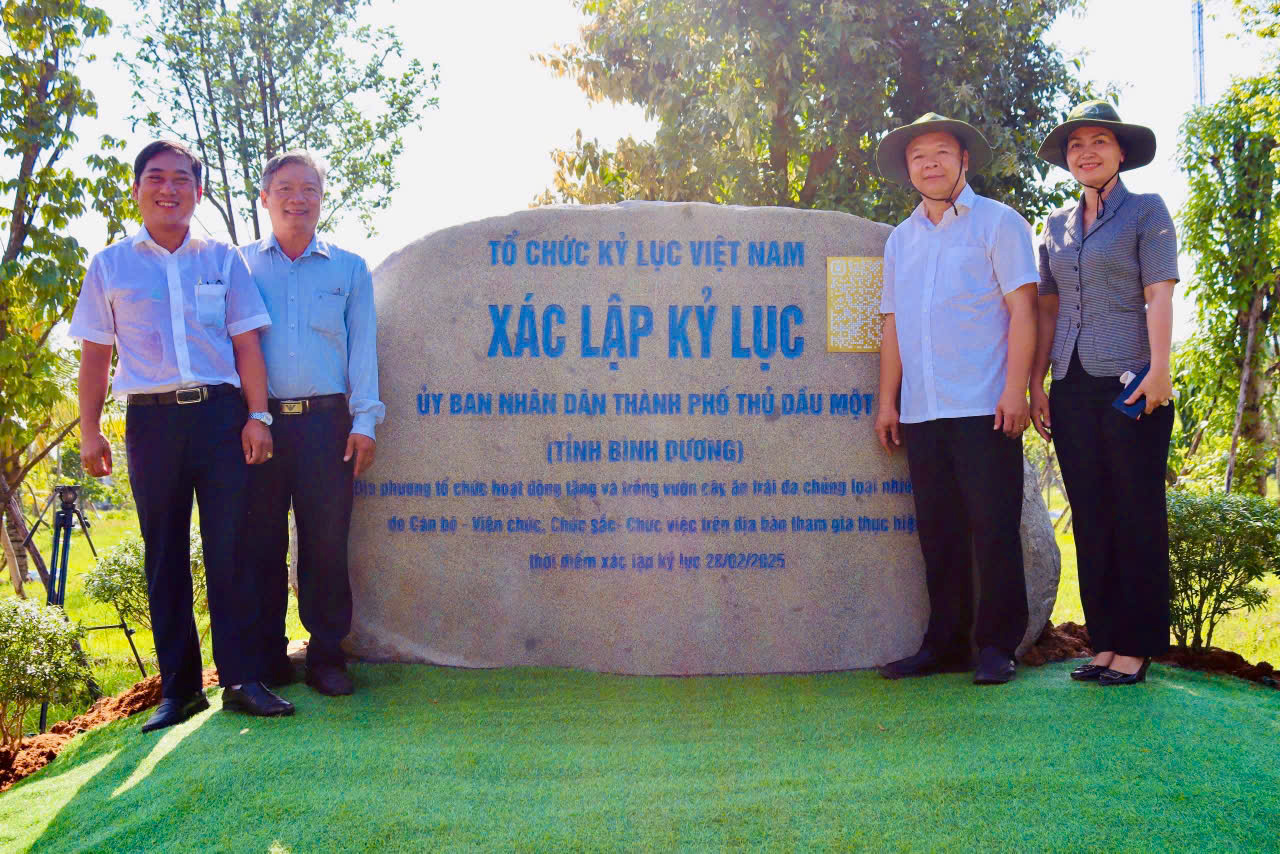 TỔ CHỨC KỶ LỤC VIỆT NAM
XÁC LẬP KỶ LỤC
ỦY BAN NHÂN DÂN THÀNH PHỐ THỦ DẦU MỘT
(TỈNH BÌNH DƯƠNG)
Địa phương tổ chức hoạt động tặng và trồng vườn cây ăn trái đa chủng loại
do Cán bộ - Viên chức, Chức sắc - Chức việc trên địa bàn tham gia thực
thời điểm xác lập kỷ lục 28/02/2025